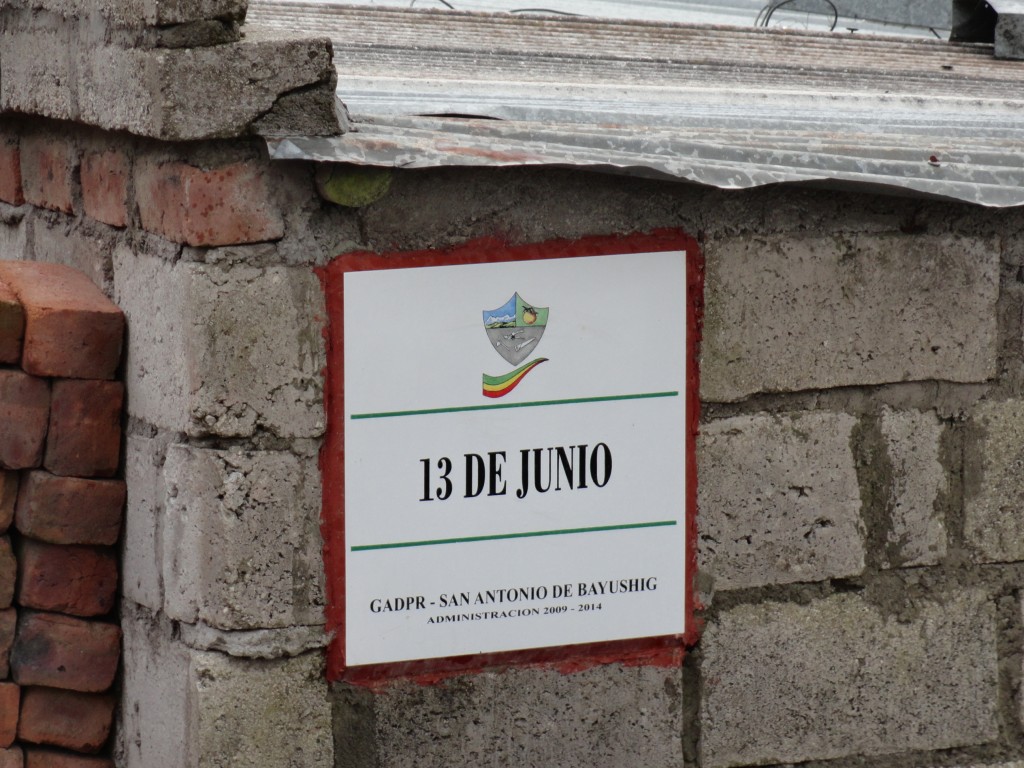 13 DE JUNIO
GADPR - SAN ANTONIO DE BAYUSHIG
ADMINISTRACION 2009 - 2014